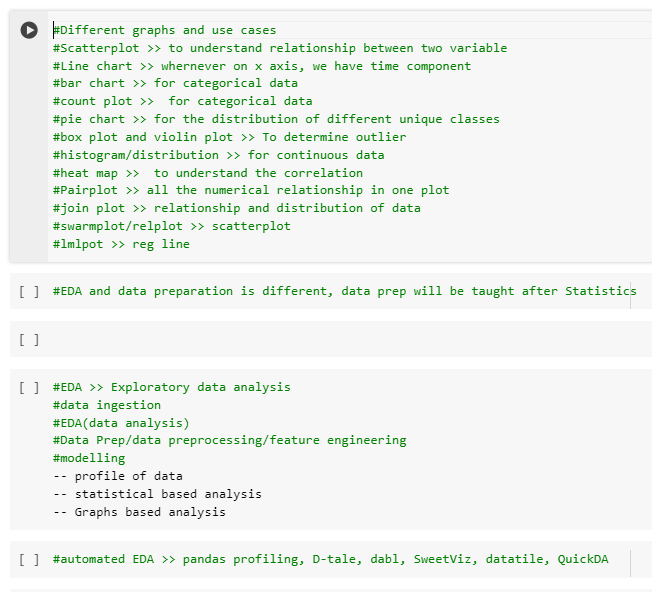 #Different graphs and use cases
#Scatterplot >> to understand relationship between two variable
#Line chart >> whernever on x axis, we have time component
#bar chart >> for categorical data
#count plot >>  for categorical data
#pie chart >> for the distribution of different unique classes
#box plot and violin plot >> To determine outlier
#histogram/distribution >> for continuous data
#heat map >>  to understand the correlation
#Pairplot >> all the numerical relationship in one plot
#join plot >> relationship and distribution of data
#swarmplot/relplot >> scatterplot
#lmlpot >> reg line
[ ] #EDA and data preparation is different, data prep will be taught after Statistics
[ ]
[ ] #EDA >> Exploratory data analysis
#data ingestion
#EDA(data analysis)
#Data Prep/data preprocessing/feature engineering
#modelling
-- profile of data
-- statistical based analysis
-- Graphs based analysis
[ ] #automated EDA >> pandas profiling, D-tale, dabl, SweetViz, datatile, QuickDA